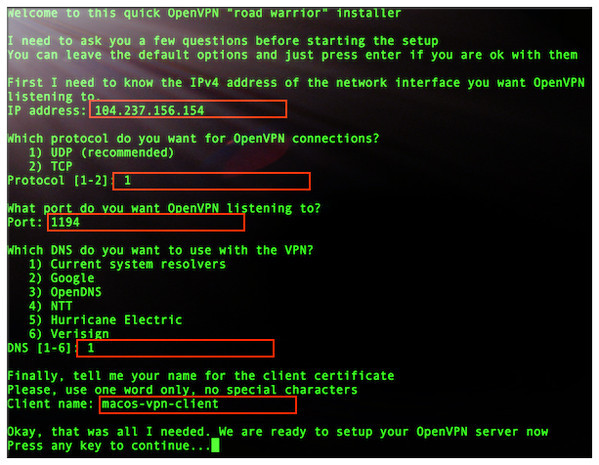 Welcome to this quick OpenVPN "road warrior" installer
I need to ask you a few questions before starting the setup
You can leave the default options and just press enter if you are ok with them
First I need to know the IPv4 address of the network interface you want OpenVPN
listening to.
IP address: 104.237.156.154
Which protocol do you want for OpenVPN connections?
1) UDP (recommended)
2) TCP
Protocol [1-2]: 1
What port do you want OpenVPN listening to?
Port: 1194
Which DNS do you want to use with the VPN?
1) Current system resolvers
2) Google
3) OpenDNS
4) NTT
5) Hurricane Electric
6) Verisign
DNS [1-6]: 1
Finally, tell me your name for the client certificate
Please, use one word only, no special characters
Client name: macos-vpn-client
Okay, that was all I needed. We are ready to setup your OpenVPN server now
Press any key to continue...